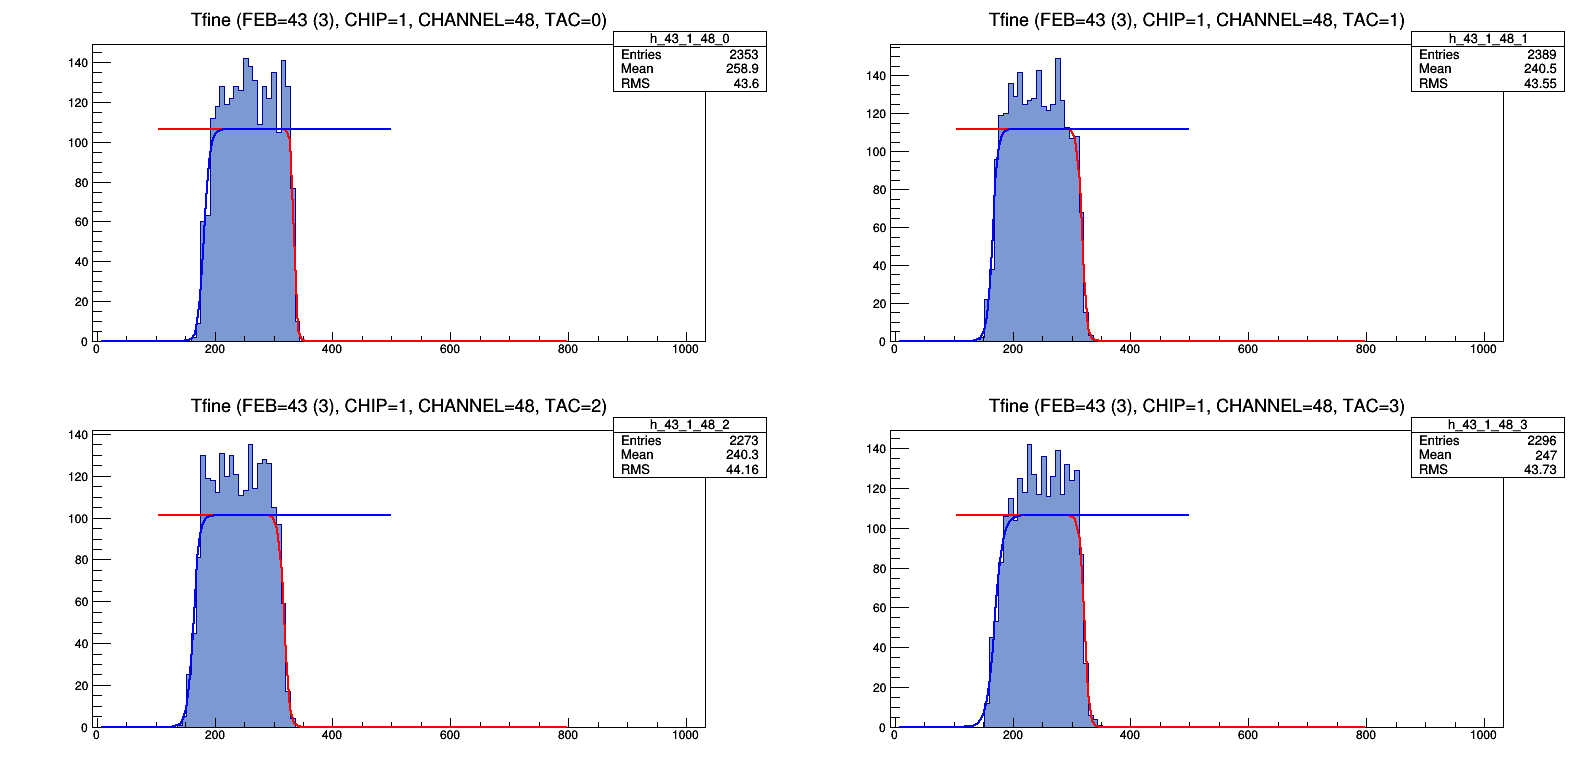 Tfine (FEB=43 (3), CHIP=1, CHANNEL=48, TAC=0)
h_43_1_48_0
Entries 2353
Mean 258.9
RMS 43.6
140
120
100
80
60
40
20
0
0 200 400 600 800 1000
Tfine (FEB=43 (3), CHIP=1, CHANNEL=48, TAC=1)
h_43_1_48_1
Entries 2389
Mean 240.5
RMS 43.55
140
120
100
80
60
40
20
0
0 200 400 600 800 1000
Tfine (FEB=43 (3), CHIP=1, CHANNEL=48, TAC=2)
h_43_1_48_2
Entries 2273
Mean 240.3
RMS 44.16
140
120
100
80
60
40
20
0
0 200 400 600 800 1000
Tfine (FEB=43 (3), CHIP=1, CHANNEL=48, TAC=3)
h_43_1_48_3
Entries 2296
Mean 247
RMS 43.73
140
120
100
80
60
40
20
0
0 200 400 600 800 1000